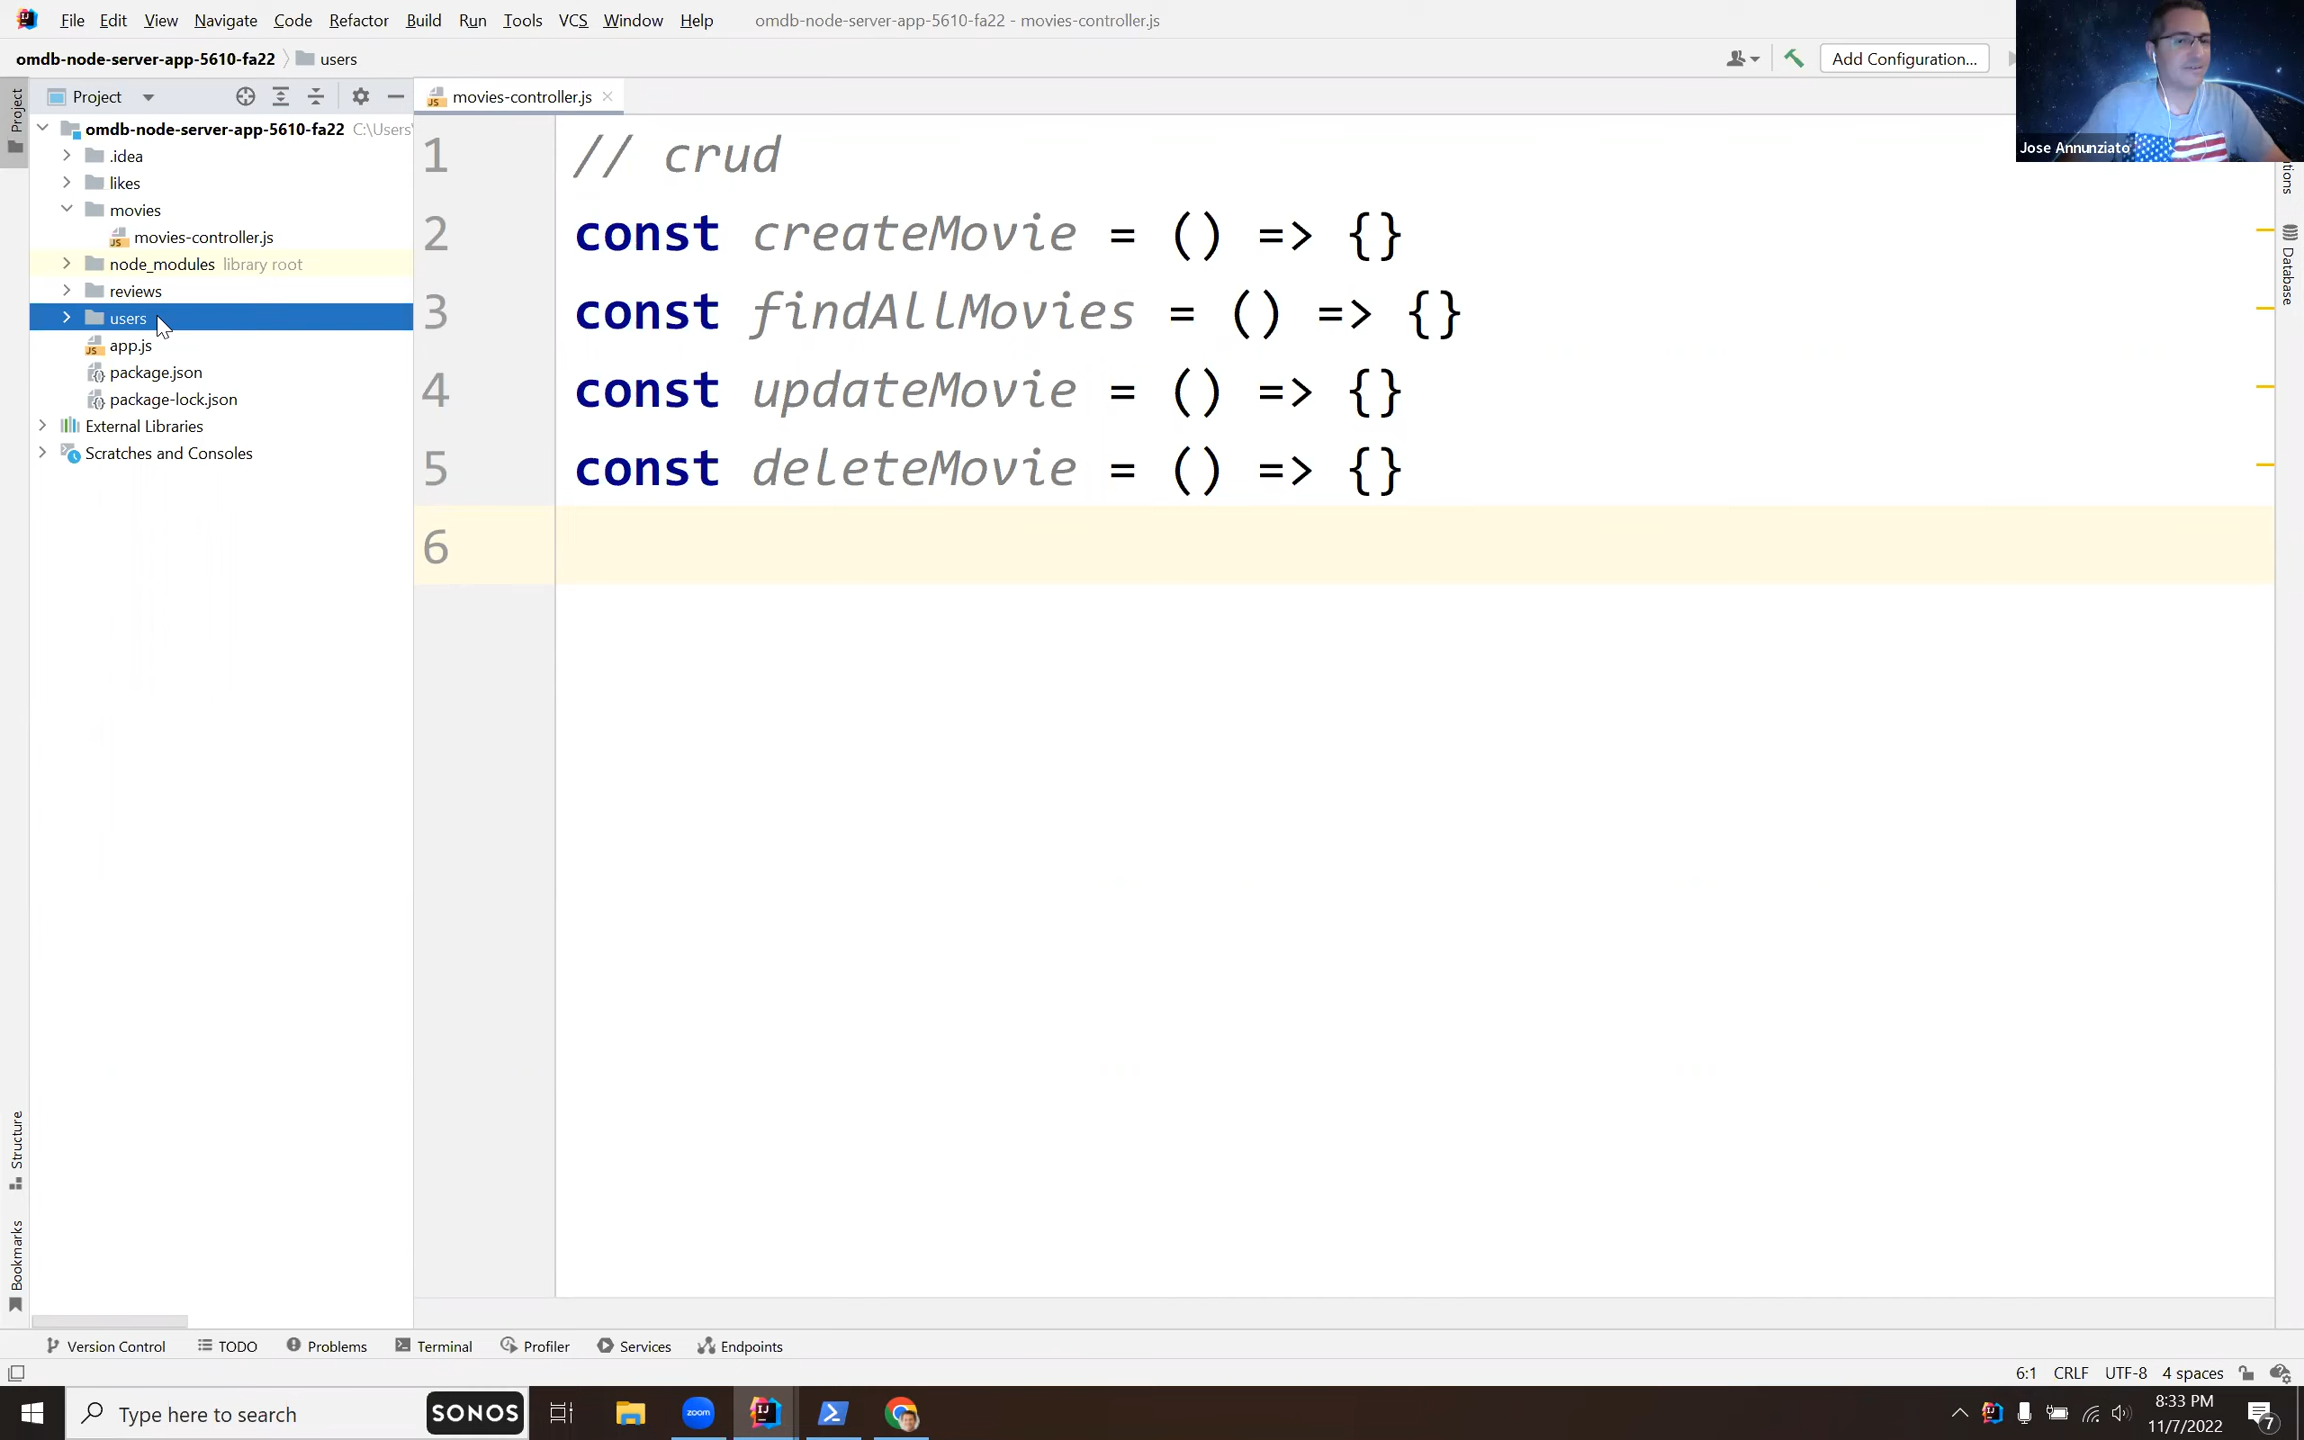 File Edit View Navigate Code Refactor Build Run Tools VCS Window Help omdb-node-server-app-5610-fa22 - movies-controller.js
omdb-node-server-app-5610-fa22 users
Add Configuration...
Jose Annunziato
Project
Project
movies-controller.js
omdb-node-server-app-5610-fa22 C:\Users
.idea
likes
movies
movies-controller.js
node_modules library root
reviews
users
app.js
package.json
package-lock.json
External Libraries
Scratches and Consoles
1 // crud
2 const createMovie = () => {}
3 const findAllMovies = () => {}
4 const updateMovie = () => {}
5 const deleteMovie = () => {}
6
Database
Structure
Bookmarks
Version Control TODO Problems Terminal Profiler Services Endpoints
6:1 CRLF UTF-8 4 spaces
Type here to search
SONOS
zoom
8:33 PM
11/7/2022
7